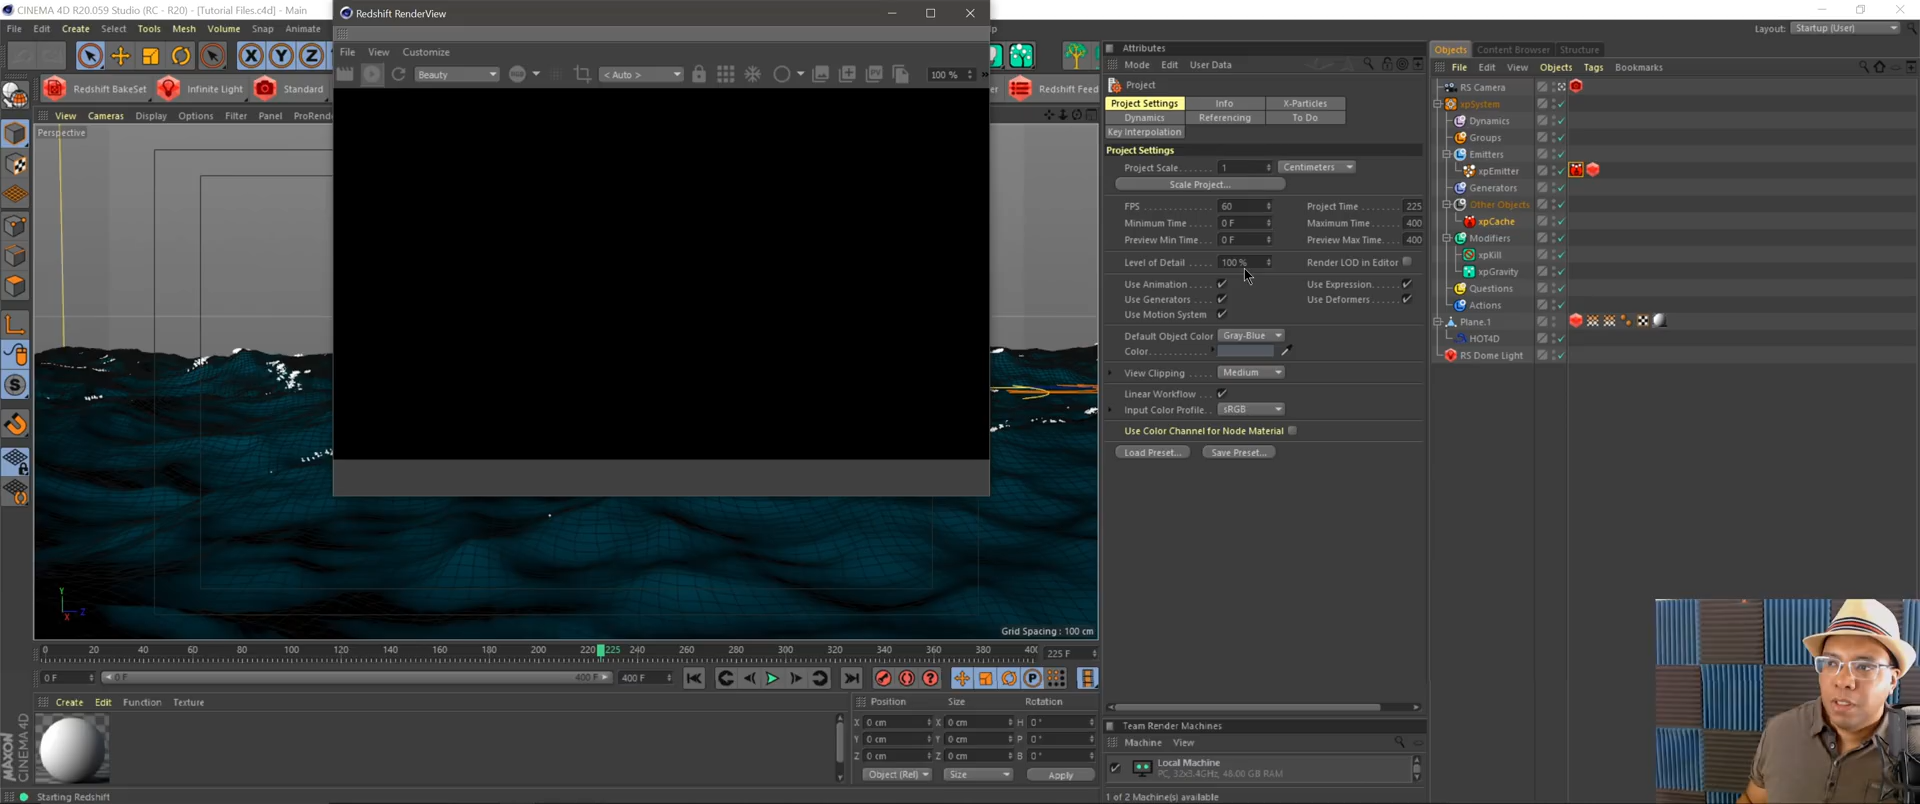 CINEMA 4D R20.059 Studio (RC - R20) - [Tutorial Files.c4d] - Main
File Edit Create Select Tools Mesh Volume Snap Animate
Layout: Startup (User)
Redshift RenderView
File View Customize
Beauty < Auto > 100 % »
Redshift BakeSet Infinite Light Standard
Redshift Feed
View Cameras Display Options Filter Panel ProRend
Perspective
Grid Spacing : 100 cm
Y
Z
X
0 20 40 60 80 100 120 140 160 180 200 220 225 240 260 280 300 320 340 360 380 40
225 F
0 F 0 F 400 F 400 F
Create Edit Function Texture
Position Size Rotation
X 0 cm X 0 cm H 0 °
Y 0 cm Y 0 cm P 0 °
Z 0 cm Z 0 cm B 0 °
Object (Rel) Size Apply
MAXON CINEMA 4D
Starting Redshift
Attributes
Mode Edit User Data
Project
Project Settings Info X-Particles
Dynamics Referencing To Do
Key Interpolation
Project Settings
Project Scale 1 Centimeters
Scale Project...
FPS 60 Project Time 225
Minimum Time 0 F Maximum Time 400
Preview Min Time 0 F Preview Max Time 400
Level of Detail 100 % Render LOD in Editor
Use Animation Use Expression
Use Generators Use Deformers
Use Motion System
Default Object Color Gray-Blue
Color
View Clipping Medium
Linear Workflow
Input Color Profile sRGB
Use Color Channel for Node Material
Load Preset... Save Preset...
Team Render Machines
Machine View
Local Machine
PC, 32x3.4GHz, 48.00 GB RAM
1 of 2 Machine(s) available
Objects Content Browser Structure
File Edit View Objects Tags Bookmarks
RS Camera
xpSystem
Dynamics
Groups
Emitters
xpEmitter
Generators
Other Objects
xpCache
Modifiers
xpKill
xpGravity
Questions
Actions
Plane.1
HOT4D
RS Dome Light